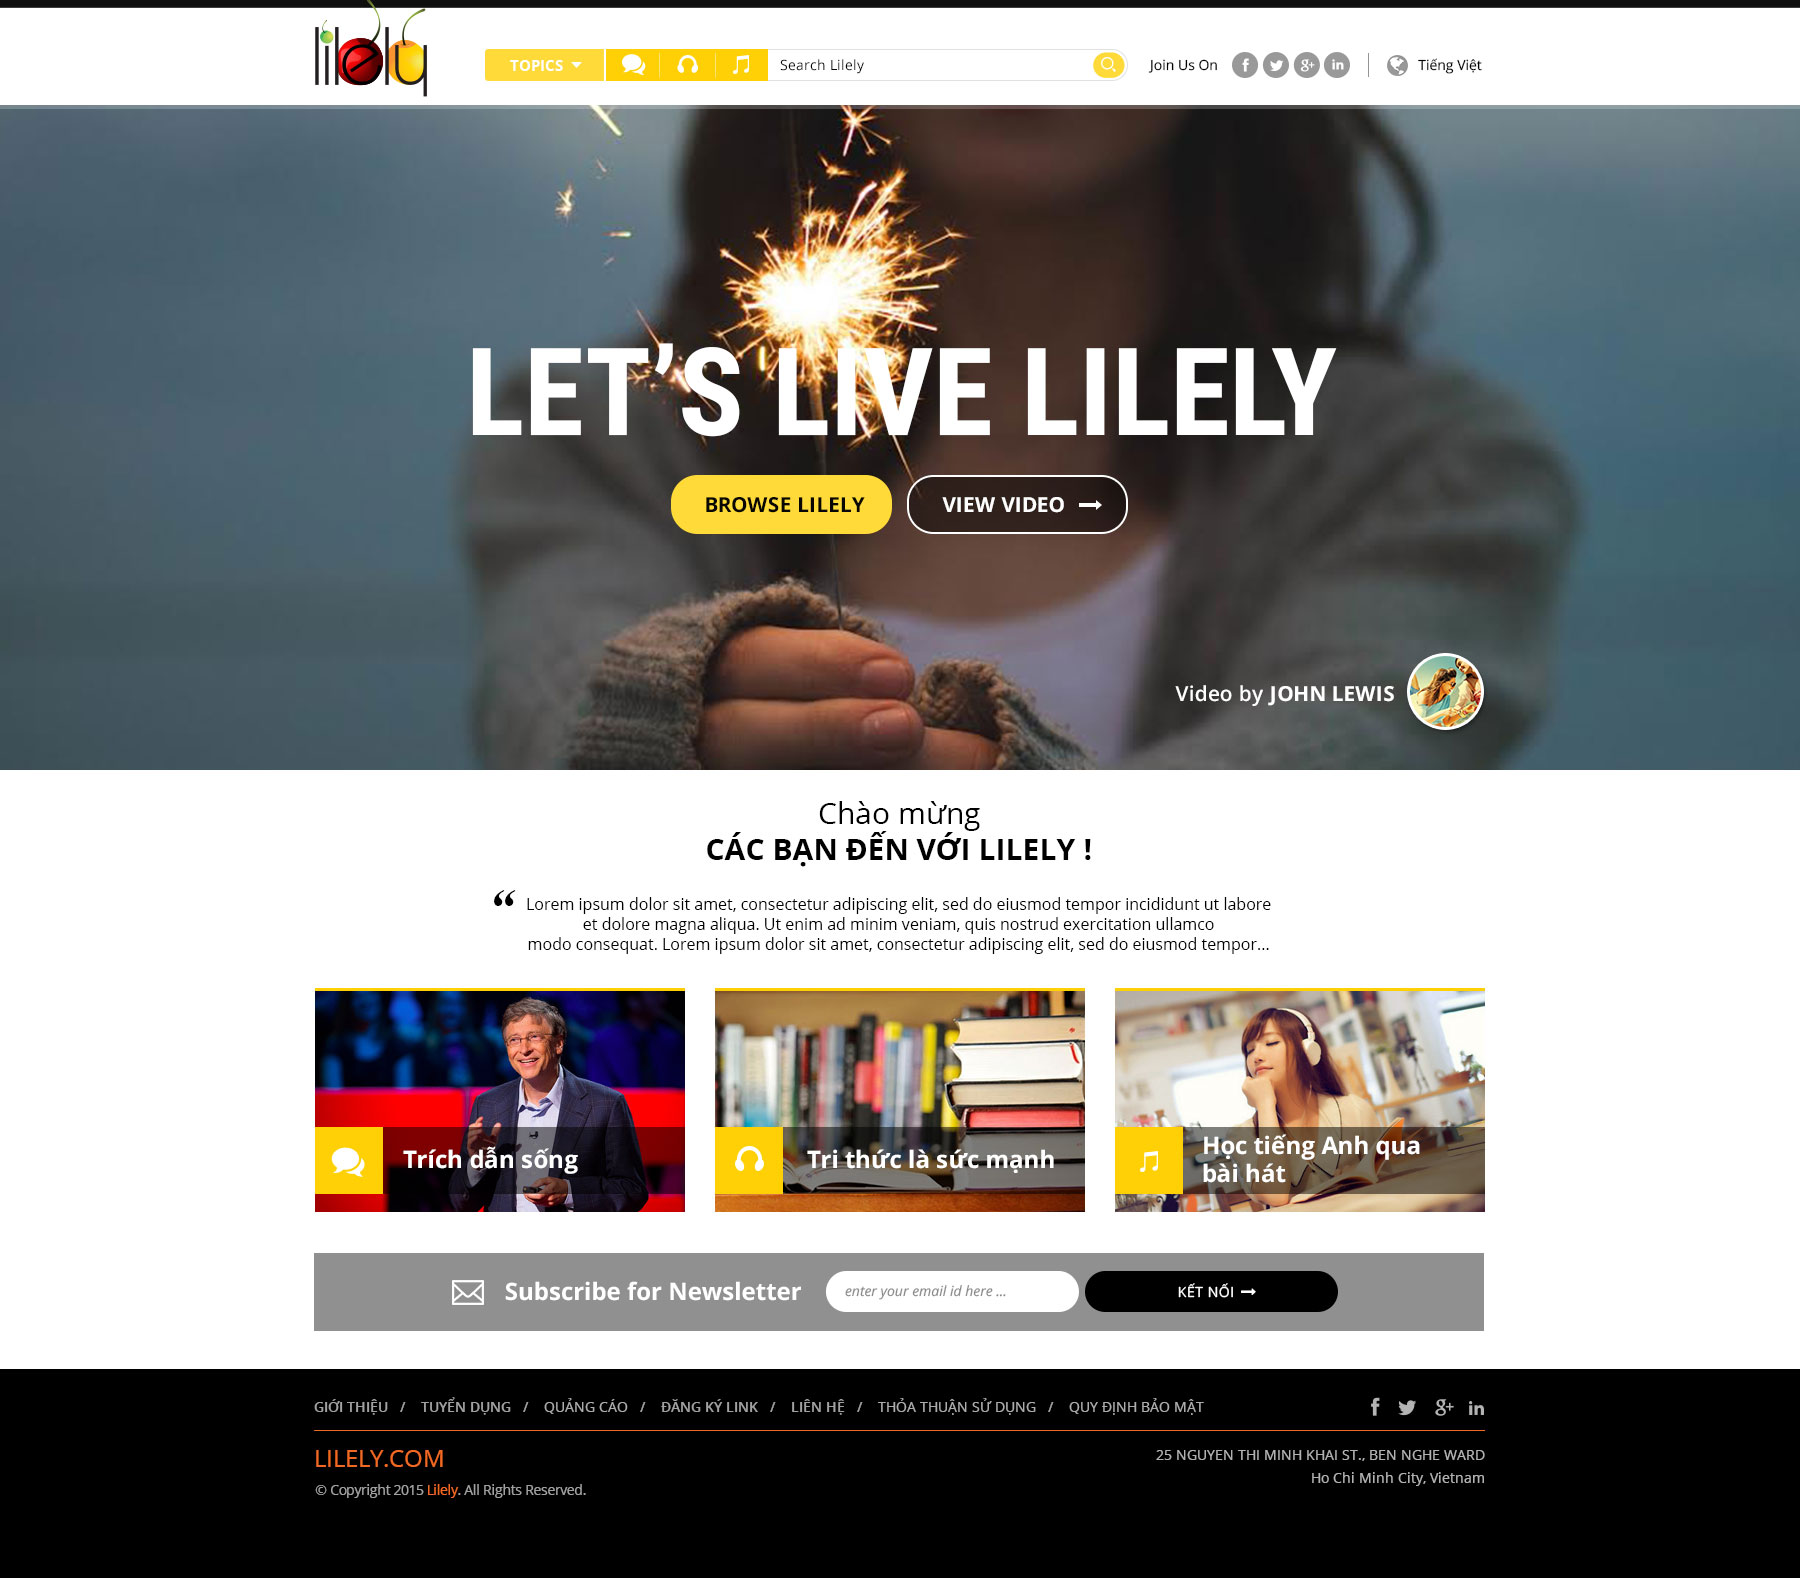 lilely
TOPICS
Search Lilely
Join Us On
f
g+
in
Tiếng Việt
LET'S LIVE LILELY
BROWSE LILELY
VIEW VIDEO
Video by JOHN LEWIS
Chào mừng
CÁC BẠN ĐẾN VỚI LILELY !
“ Lorem ipsum dolor sit amet, consectetur adipiscing elit, sed do eiusmod tempor incididunt ut labore
et dolore magna aliqua. Ut enim ad minim veniam, quis nostrud exercitation ullamco
modo consequat. Lorem ipsum dolor sit amet, consectetur adipiscing elit, sed do eiusmod tempor...
Trích dẫn sống
Tri thức là sức mạnh
Học tiếng Anh qua
bài hát
Subscribe for Newsletter
enter your email id here ...
KẾT NỐI
GIỚI THIỆU / TUYỂN DỤNG / QUẢNG CÁO / ĐĂNG KÝ LINK / LIÊN HỆ / THỎA THUẬN SỬ DỤNG / QUY ĐỊNH BẢO MẬT
f
g+
in
LILELY.COM
© Copyright 2015 Lilely. All Rights Reserved.
25 NGUYEN THI MINH KHAI ST., BEN NGHE WARD
Ho Chi Minh City, Vietnam